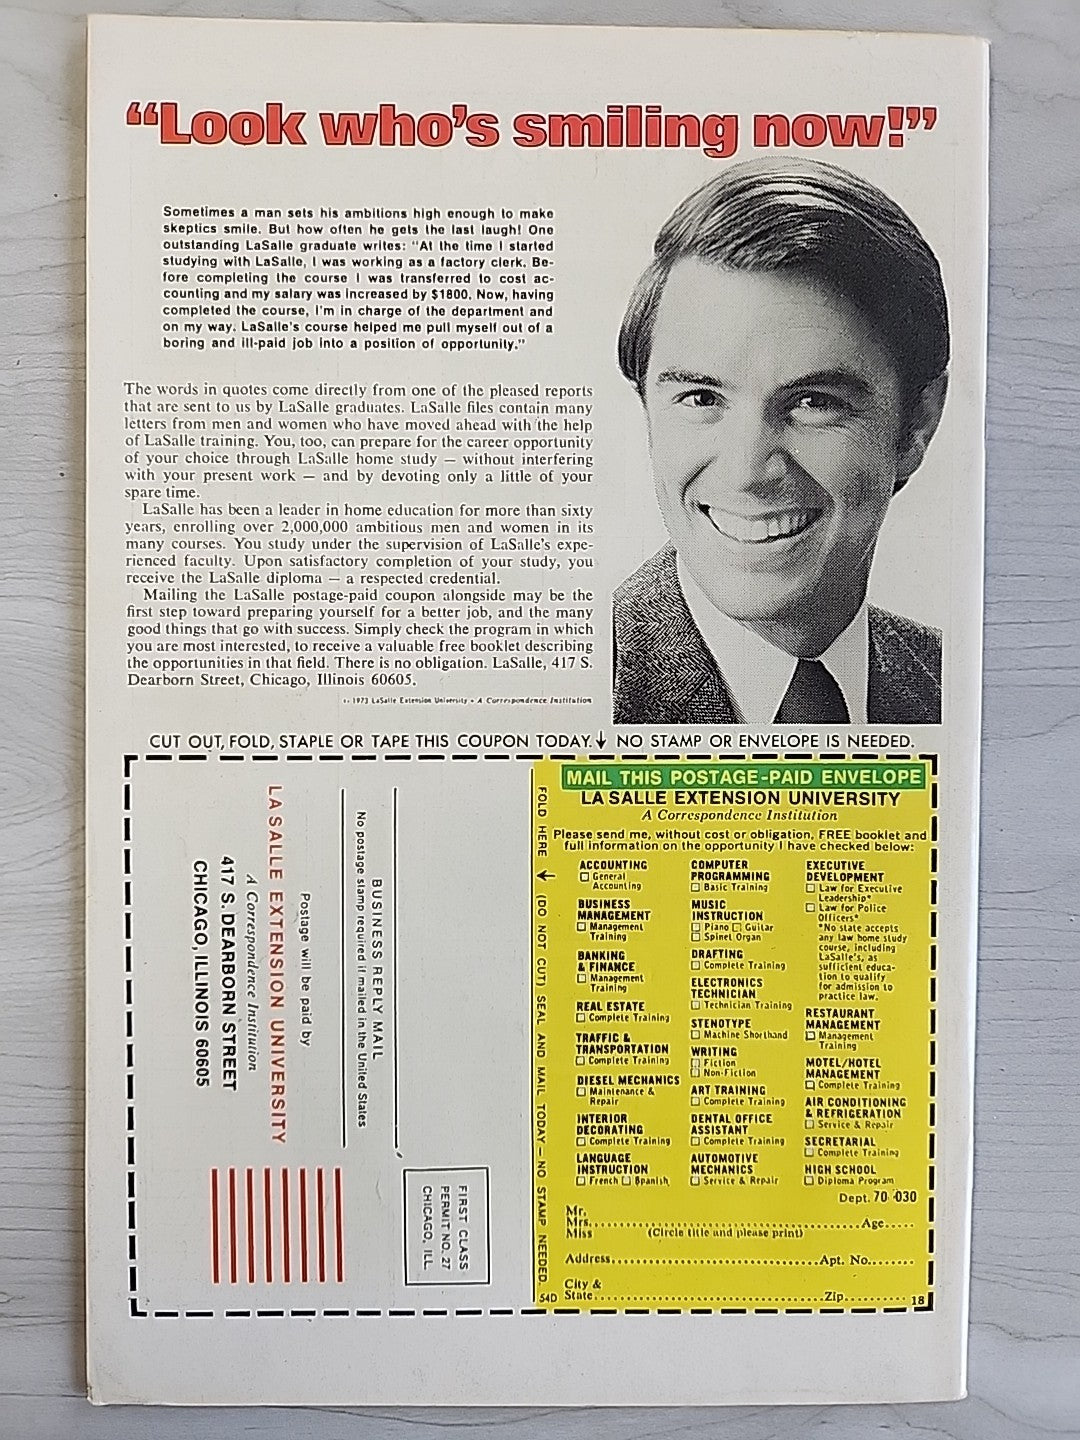 “Look who’s smiling now!”
Sometimes a man sets his ambitions high enough to make
skeptics smile. But how often he gets the last laugh! One
outstanding LaSalle graduate writes: "At the time I started
studying with LaSalle, I was working as a factory clerk. Be-
fore completing the course I was transferred to cost ac-
counting and my salary was increased by $1800. Now, having
completed the course, I'm in charge of the department and
on my way. LaSalle's course helped me pull myself out of a
boring and ill-paid job into a position of opportunity."
The words in quotes come directly from one of the pleased reports
that are sent to us by LaSalle graduates. LaSalle files contain many
letters from men and women who have moved ahead with the help
of LaSalle training. You, too, can prepare for the career opportunity
of your choice through LaSalle home study — without interfering
with your present work — and by devoting only a little of your
spare time.
LaSalle has been a leader in home education for more than sixty
years, enrolling over 2,000,000 ambitious men and women in its
many courses. You study under the supervision of LaSalle's expe-
rienced faculty. Upon satisfactory completion of your study, you
receive the LaSalle diploma — a respected credential.
Mailing the LaSalle postage-paid coupon alongside may be the
first step toward preparing yourself for a better job, and the many
good things that go with success. Simply check the program in which
you are most interested, to receive a valuable free booklet describing
the opportunities in that field. There is no obligation. LaSalle, 417 S.
Dearborn Street, Chicago, Illinois 60605.
1973 LaSalle Extension University • A Correspondence Institution
CUT OUT, FOLD, STAPLE OR TAPE THIS COUPON TODAY. ↓ NO STAMP OR ENVELOPE IS NEEDED.
FIRST CLASS
PERMIT NO. 27
CHICAGO, ILL.
BUSINESS REPLY MAIL
No postage stamp required if mailed in the United States
Postage will be paid by
LA SALLE EXTENSION UNIVERSITY
A Correspondence Institution
417 S. DEARBORN STREET
CHICAGO, ILLINOIS 60605
FOLD HERE → (DO NOT CUT) SEAL AND MAIL TODAY — NO STAMP NEEDED.
54D
MAIL THIS POSTAGE-PAID ENVELOPE
LA SALLE EXTENSION UNIVERSITY
A Correspondence Institution
Please send me, without cost or obligation, FREE booklet and
full information on the opportunity I have checked below:
ACCOUNTING
☐ General
Accounting
BUSINESS
MANAGEMENT
☐ Management
Training
BANKING
& FINANCE
☐ Management
Training
REAL ESTATE
☐ Complete Training
TRAFFIC &
TRANSPORTATION
☐ Complete Training
DIESEL MECHANICS
☐ Maintenance &
Repair
INTERIOR
DECORATING
☐ Complete Training
LANGUAGE
INSTRUCTION
☐ French ☐ Spanish
COMPUTER
PROGRAMMING
☐ Basic Training
MUSIC
INSTRUCTION
☐ Piano ☐ Guitar
☐ Spinet Organ
DRAFTING
☐ Complete Training
ELECTRONICS
TECHNICIAN
☐ Technician Training
STENOTYPE
☐ Machine Shorthand
WRITING
☐ Fiction
☐ Non-Fiction
ART TRAINING
☐ Complete Training
DENTAL OFFICE
ASSISTANT
☐ Complete Training
AUTOMOTIVE
MECHANICS
☐ Service & Repair
EXECUTIVE
DEVELOPMENT
☐ Law for Executive
Leadership*
☐ Law for Police
Officers*
*No state accepts
any law home study
course, including
LaSalle's, as
sufficient educa-
tion to qualify
for admission to
practice law.
RESTAURANT
MANAGEMENT
☐ Management
Training
MOTEL/HOTEL
MANAGEMENT
☐ Complete Training
AIR CONDITIONING
& REFRIGERATION
☐ Service & Repair
SECRETARIAL
☐ Complete Training
HIGH SCHOOL
☐ Diploma Program
Dept. 70-030
Mr.
Mrs. Age
Miss (Circle title and please print)
Address Apt. No.
City &
State Zip
18